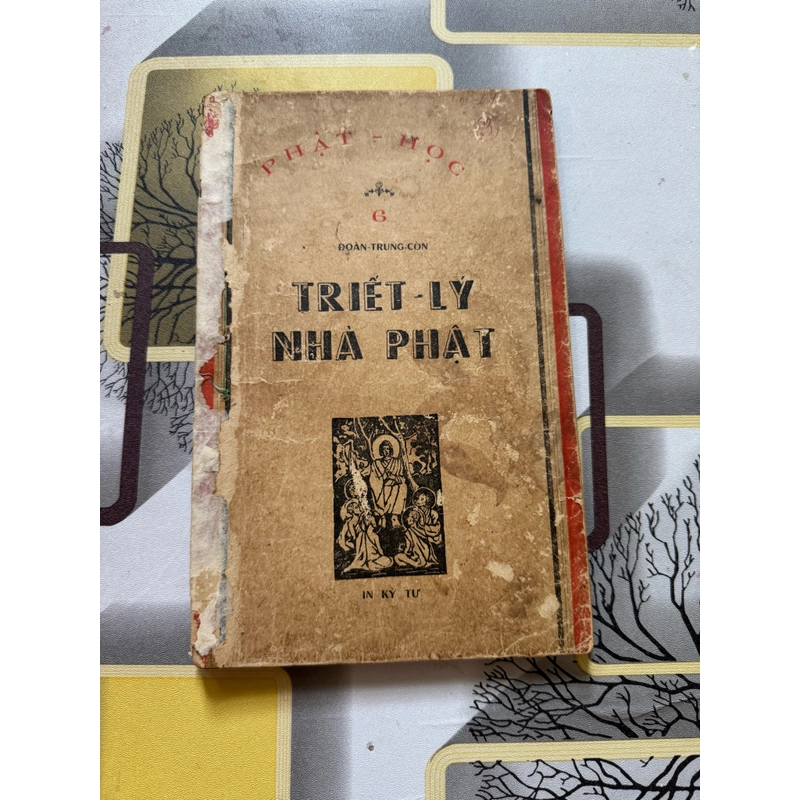 PHẬT - HỌC
6
ĐOÀN-TRUNG-CÒN
TRIẾT-LÝ
NHÀ PHẬT
IN KỲ TƯ